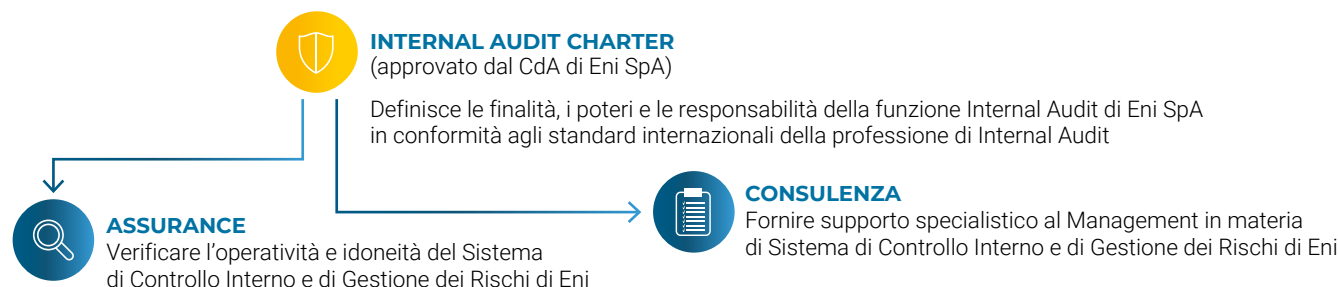 INTERNAL AUDIT CHARTER
(approvato dal CdA di Eni SpA)
Definisce le finalità, i poteri e le responsabilità della funzione Internal Audit di Eni SpA
in conformità agli standard internazionali della professione di Internal Audit
ASSURANCE
Verificare l’operatività e idoneità del Sistema
di Controllo Interno e di Gestione dei Rischi di Eni
CONSULENZA
Fornire supporto specialistico al Management in materia
di Sistema di Controllo Interno e di Gestione dei Rischi di Eni